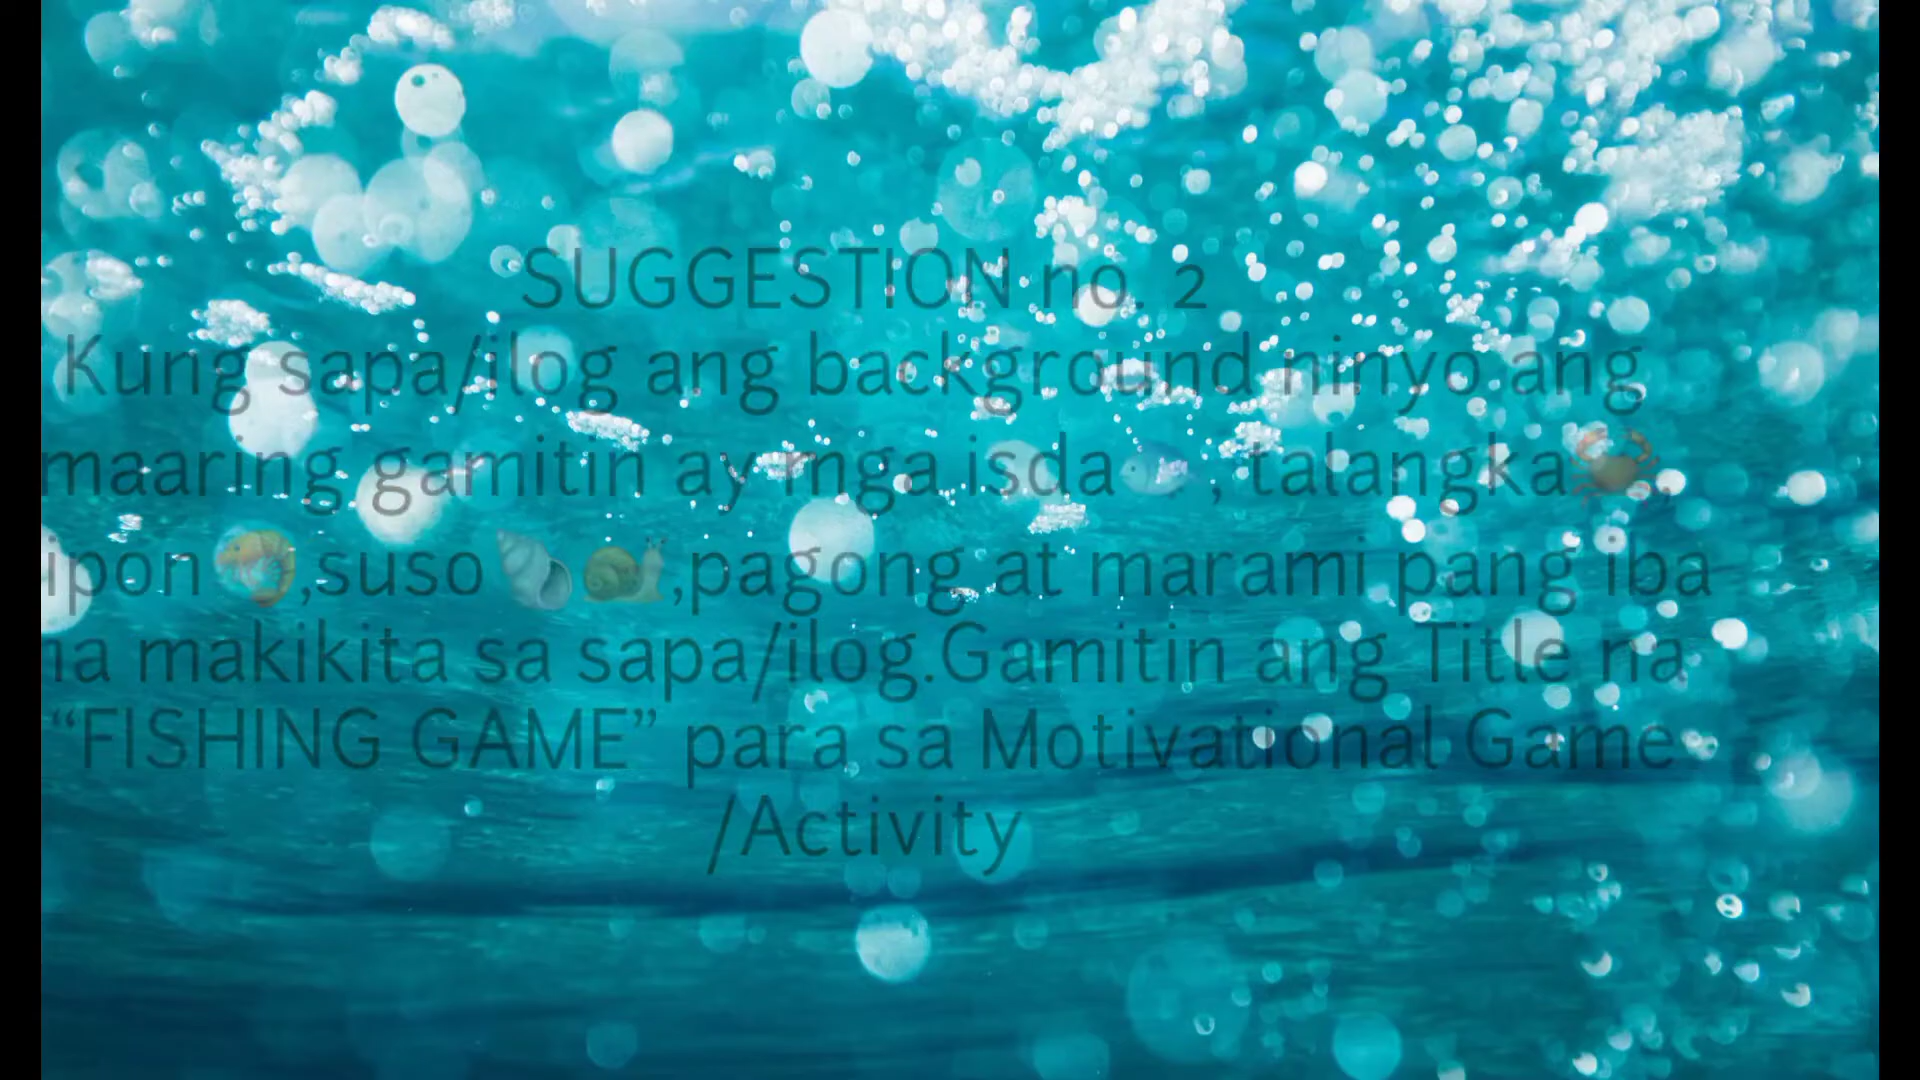 SUGGESTION no. 2
Kung sapa/ilog ang background ninyo ang
maaring gamitin ay mga isda 🐟 , talangka🦀,
ipon 🦐,suso 🐚🐌,pagong at marami pang iba
na makikita sa sapa/ilog.Gamitin ang Title na
“FISHING GAME” para sa Motivational Game
/Activity